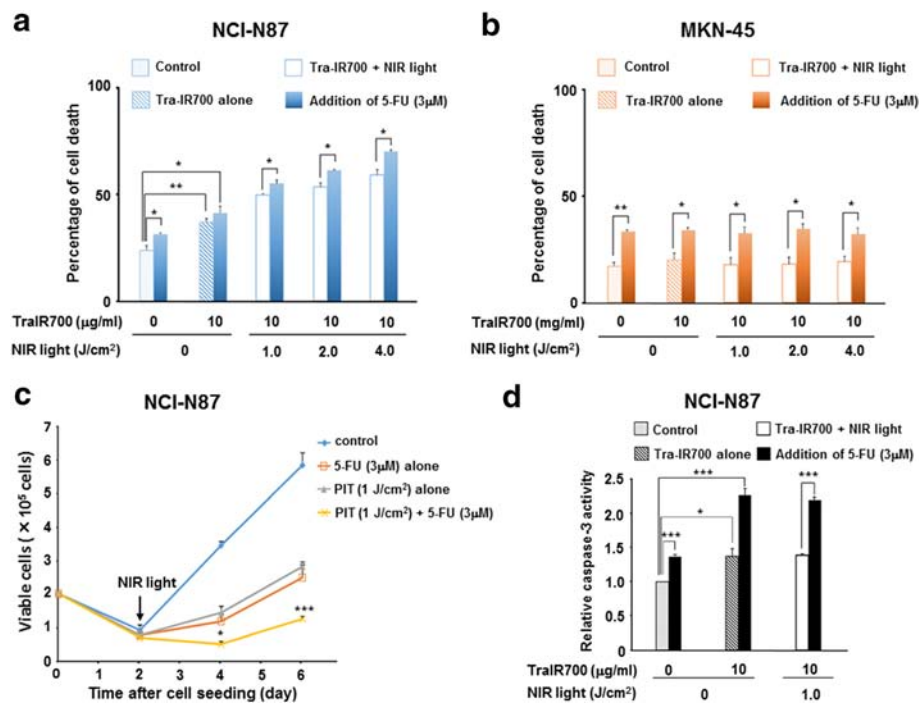 a
NCI-N87
Control
Tra-IR700 + NIR light
Tra-IR700 alone
Addition of 5-FU (3μM)
Percentage of cell death
100
50
0
*
**
*
*
*
*
TraIR700 (μg/ml) 0 10 10 10 10
NIR light (J/cm²) 0 1.0 2.0 4.0
b
MKN-45
Control
Tra-IR700 + NIR light
Tra-IR700 alone
Addition of 5-FU (3μM)
Percentage of cell death
100
50
0
** * * * *
TraIR700 (mg/ml) 0 10 10 10 10
NIR light (J/cm²) 0 1.0 2.0 4.0
c
NCI-N87
Viable cells (×10⁵ cells)
7
6
5
4
3
2
1
0
NIR light
control
5-FU (3μM) alone
PIT (1 J/cm²) alone
PIT (1 J/cm²) + 5-FU (3μM)
*
***
0 1 2 3 4 5 6
Time after cell seeding (day)
d
NCI-N87
Control
Tra-IR700 + NIR light
Tra-IR700 alone
Addition of 5-FU (3μM)
Relative caspase-3 activity
2.5
2.0
1.5
1.0
0.5
0
***
*
***
***
TraIR700 (μg/ml) 0 10 10
NIR light (J/cm²) 0 1.0